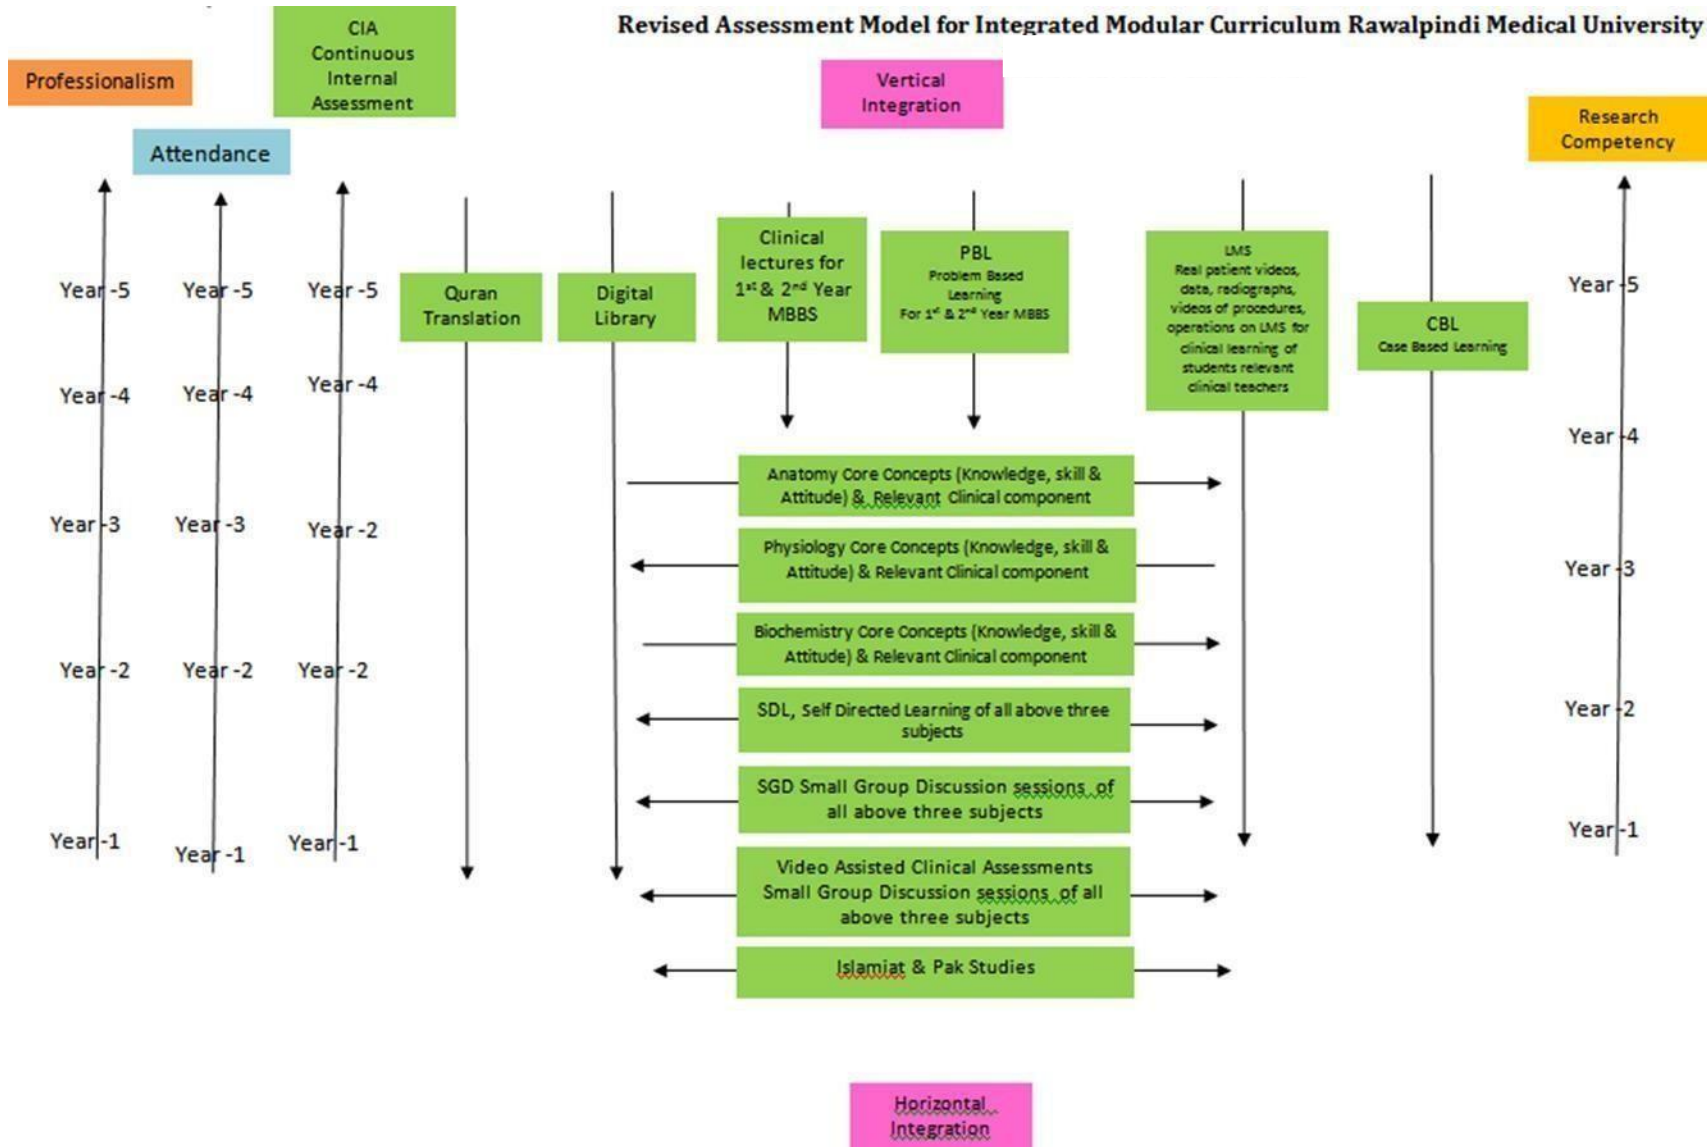 Revised Assessment Model for Integrated Modular Curriculum Rawalpindi Medical University
Professionalism
Attendance
CIA
Continuous
Internal
Assessment
Vertical
Integration
Research
Competency
Year -5
Year -4
Year -3
Year -2
Year -1
Year -5
Year -4
Year -3
Year -2
Year -1
Year -5
Year -4
Year -2
Year -2
Year -1
Quran
Translation
Digital
Library
Clinical
lectures for
1st & 2nd Year
MBBS
PBL
Problem Based
Learning
For 1st & 2nd Year MBBS
LMS
Real patient videos,
data, radiographs,
videos of procedures,
operations on LMS for
clinical learning of
students relevant
clinical teachers
CBL
Case Based Learning
Year -5
Year -4
Year -3
Year -2
Year -1
Anatomy Core Concepts (Knowledge, skill &
Attitude) & Relevant Clinical component
Physiology Core Concepts (Knowledge, skill &
Attitude) & Relevant Clinical component
Biochemistry Core Concepts (Knowledge, skill &
Attitude) & Relevant Clinical component
SDL, Self Directed Learning of all above three
subjects
SGD Small Group Discussion sessions of
all above three subjects
Video Assisted Clinical Assessments
Small Group Discussion sessions of all
above three subjects
Islamiat & Pak Studies
Horizontal
Integration